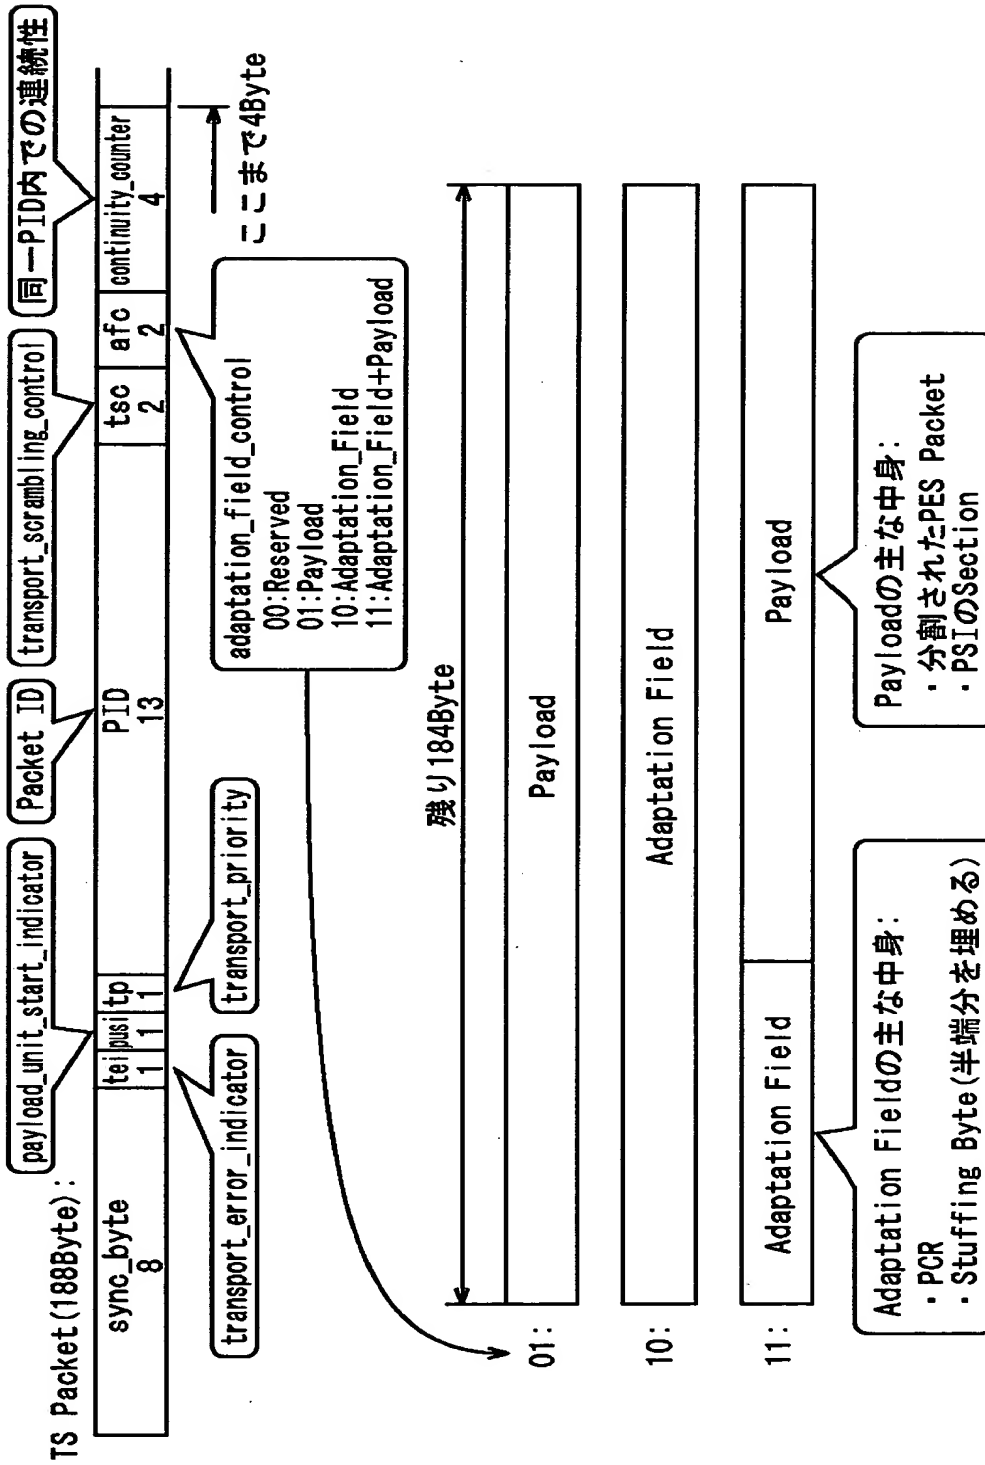 TS Packet(188Byte):
payload_unit_start_indicator
Packet ID
transport_scrambling_control
同一PID内での連続性
sync_byte
8
tei
1
pusi
1
tp
1
PID
13
tsc
2
afc
2
continuity_counter
4
transport_error_indicator
transport_priority
ここまで4Byte
adaptation_field_control
00:Reserved
01:Payload
10:Adaptation_Field
11:Adaptation_Field+Payload
残り184Byte
01:
Payload
10:
Adaptation Field
11:
Adaptation Field
Payload
Adaptation Fieldの主な中身:
・PCR
・Stuffing Byte(半端分を埋める)
Payloadの主な中身:
・分割されたPES Packet
・PSIのSection